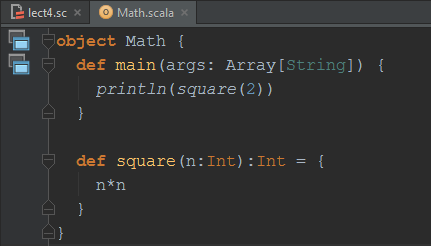 lect4.sc × Math.scala ×
object Math {
  def main(args: Array[String]) {
    println(square(2))
  }

  def square(n:Int):Int = {
    n*n
  }
}